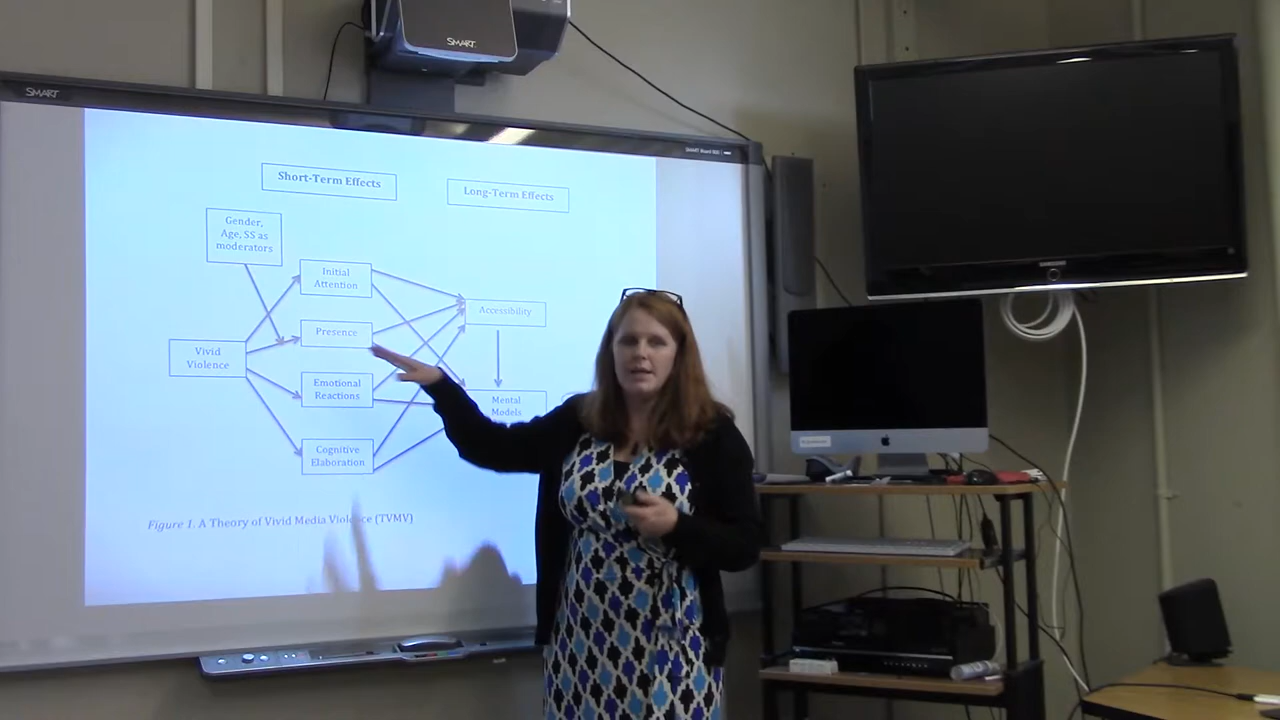 SMART
SMART
Short-Term Effects
Long-Term Effects
Gender,
Age, SS as
moderators
Initial
Attention
Accessibility
Presence
Vivid
Violence
Emotional
Reactions
Mental
Models
Cognitive
Elaboration
Figure 1. A Theory of Vivid Media Violence (TVMV)
SAMSUNG